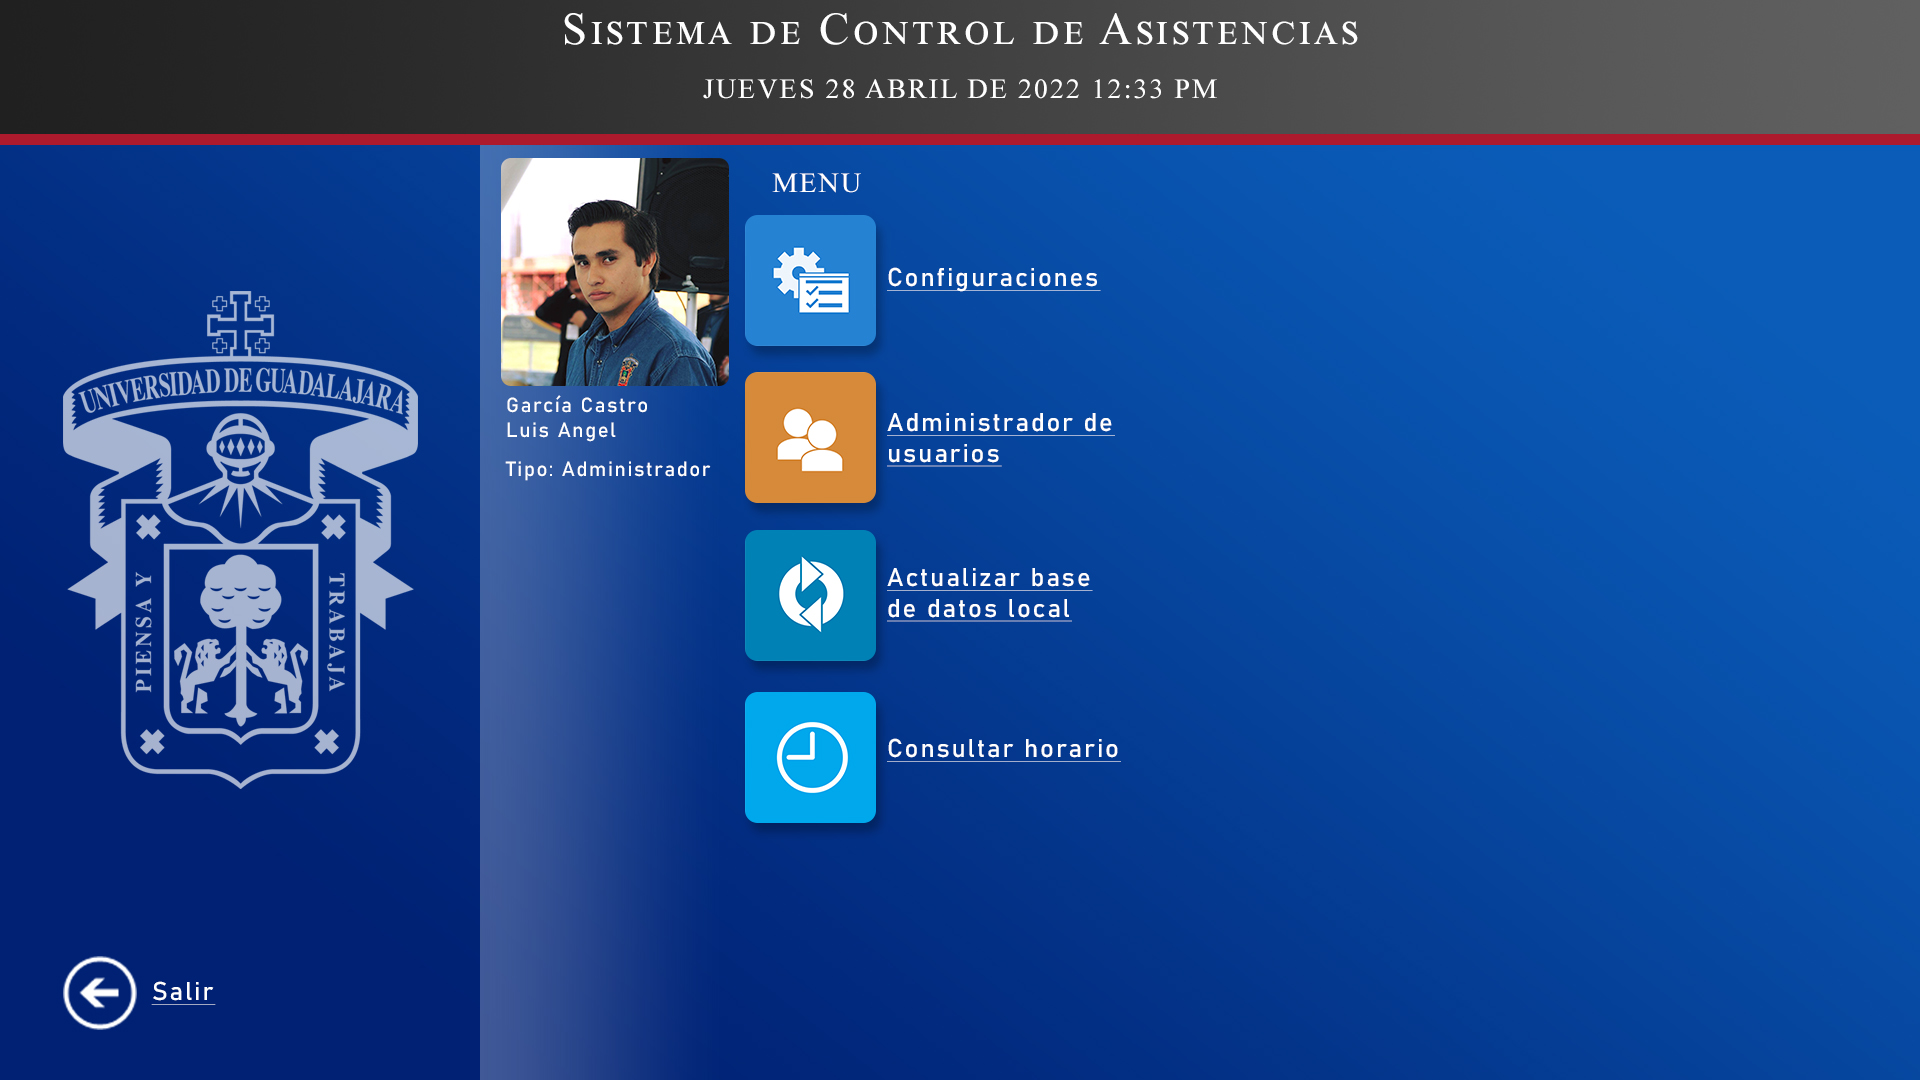 Sistema de Control de Asistencias
JUEVES 28 ABRIL DE 2022 12:33 PM
UNIVERSIDAD DE GUADALAJARA
PIENSA Y
TRABAJA
Salir
García Castro
Luis Angel
Tipo: Administrador
MENU
Configuraciones
Administrador de
usuarios
Actualizar base
de datos local
Consultar horario